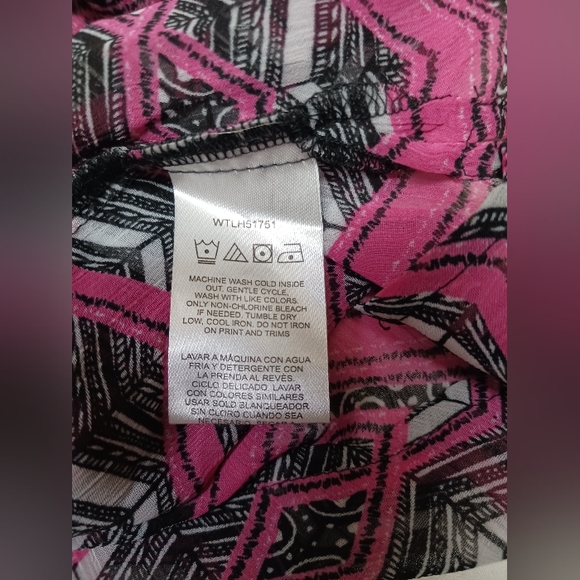 WTLH51751
MACHINE WASH COLD INSIDE
OUT. GENTLE CYCLE,
WASH WITH LIKE COLORS.
ONLY NON-CHLORINE BLEACH
IF NEEDED. TUMBLE DRY
LOW, COOL IRON. DO NOT IRON
ON PRINT AND TRIMS
LAVAR A MÁQUINA CON AGUA
FRIA Y DETERGENTE CON
LA PRENDA AL REVÉS.
CICLO DELICADO. LAVAR
CON COLORES SIMILARES
USAR SOLO BLANQUEADOR
SIN CLORO CUANDO SEA
NECESARIO.